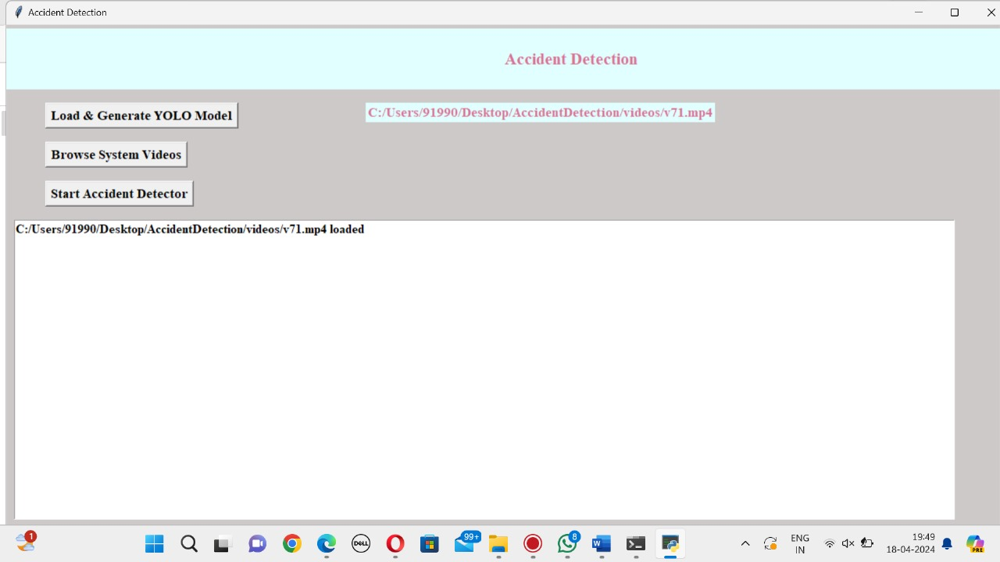 Accident Detection
Accident Detection
Load & Generate YOLO Model
C:/Users/91990/Desktop/AccidentDetection/videos/v71.mp4
Browse System Videos
Start Accident Detector
C:/Users/91990/Desktop/AccidentDetection/videos/v71.mp4 loaded
1
DELL
99+
8
W
ENG
IN
19:49
18-04-2024
PRE